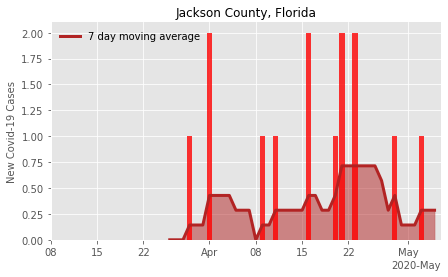 Jackson County, Florida
7 day moving average
New Covid-19 Cases
2.00
1.75
1.50
1.25
1.00
0.75
0.50
0.25
0.00
08 15 22 Apr 08 15 22 May
2020-May